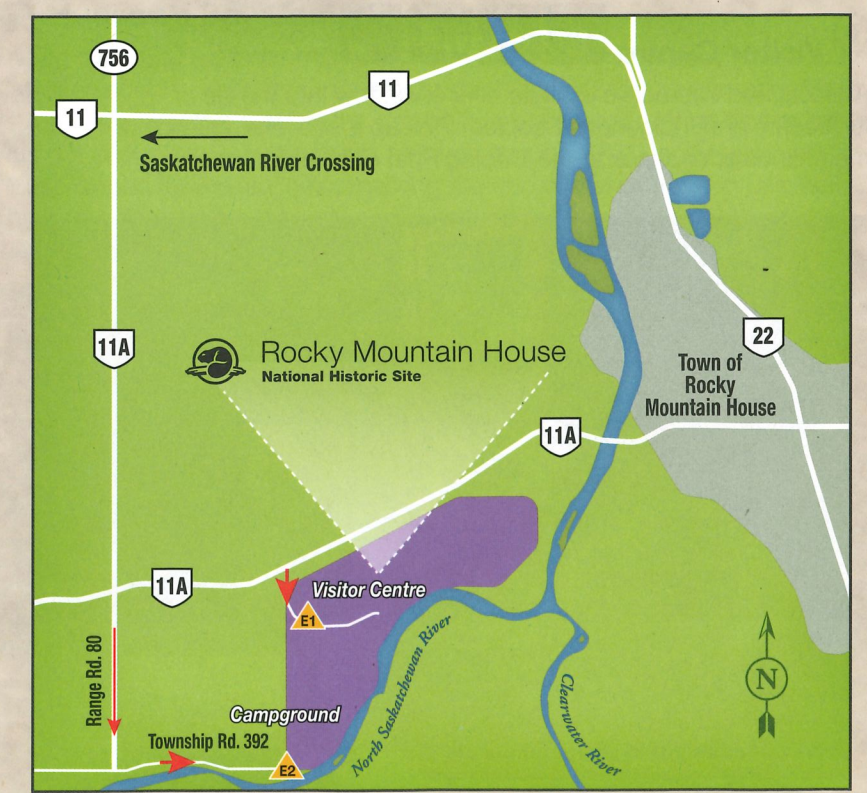 756
11
11
Saskatchewan River Crossing
11A
Rocky Mountain House
National Historic Site
22
Town of
Rocky
Mountain House
11A
11A
Visitor Centre
E1
Range Rd. 80
North Saskatchewan River
Clearwater River
N
Campground
Township Rd. 392
E2